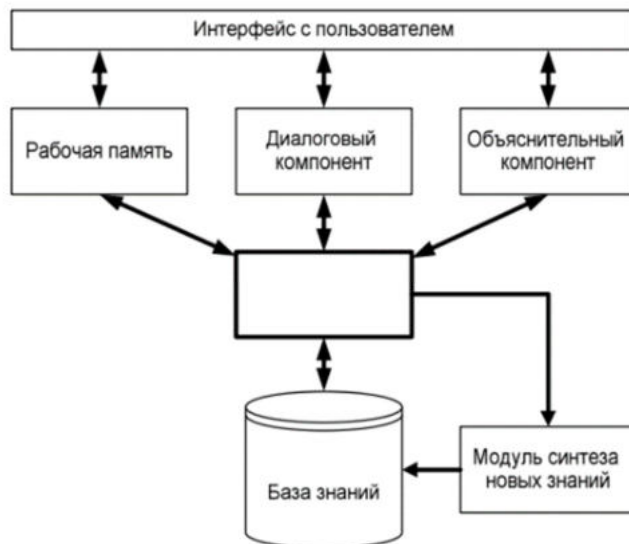 Интерфейс с пользователем
Рабочая память
Диалоговый
компонент
Объяснительный
компонент
База знаний
Модуль синтеза
новых знаний